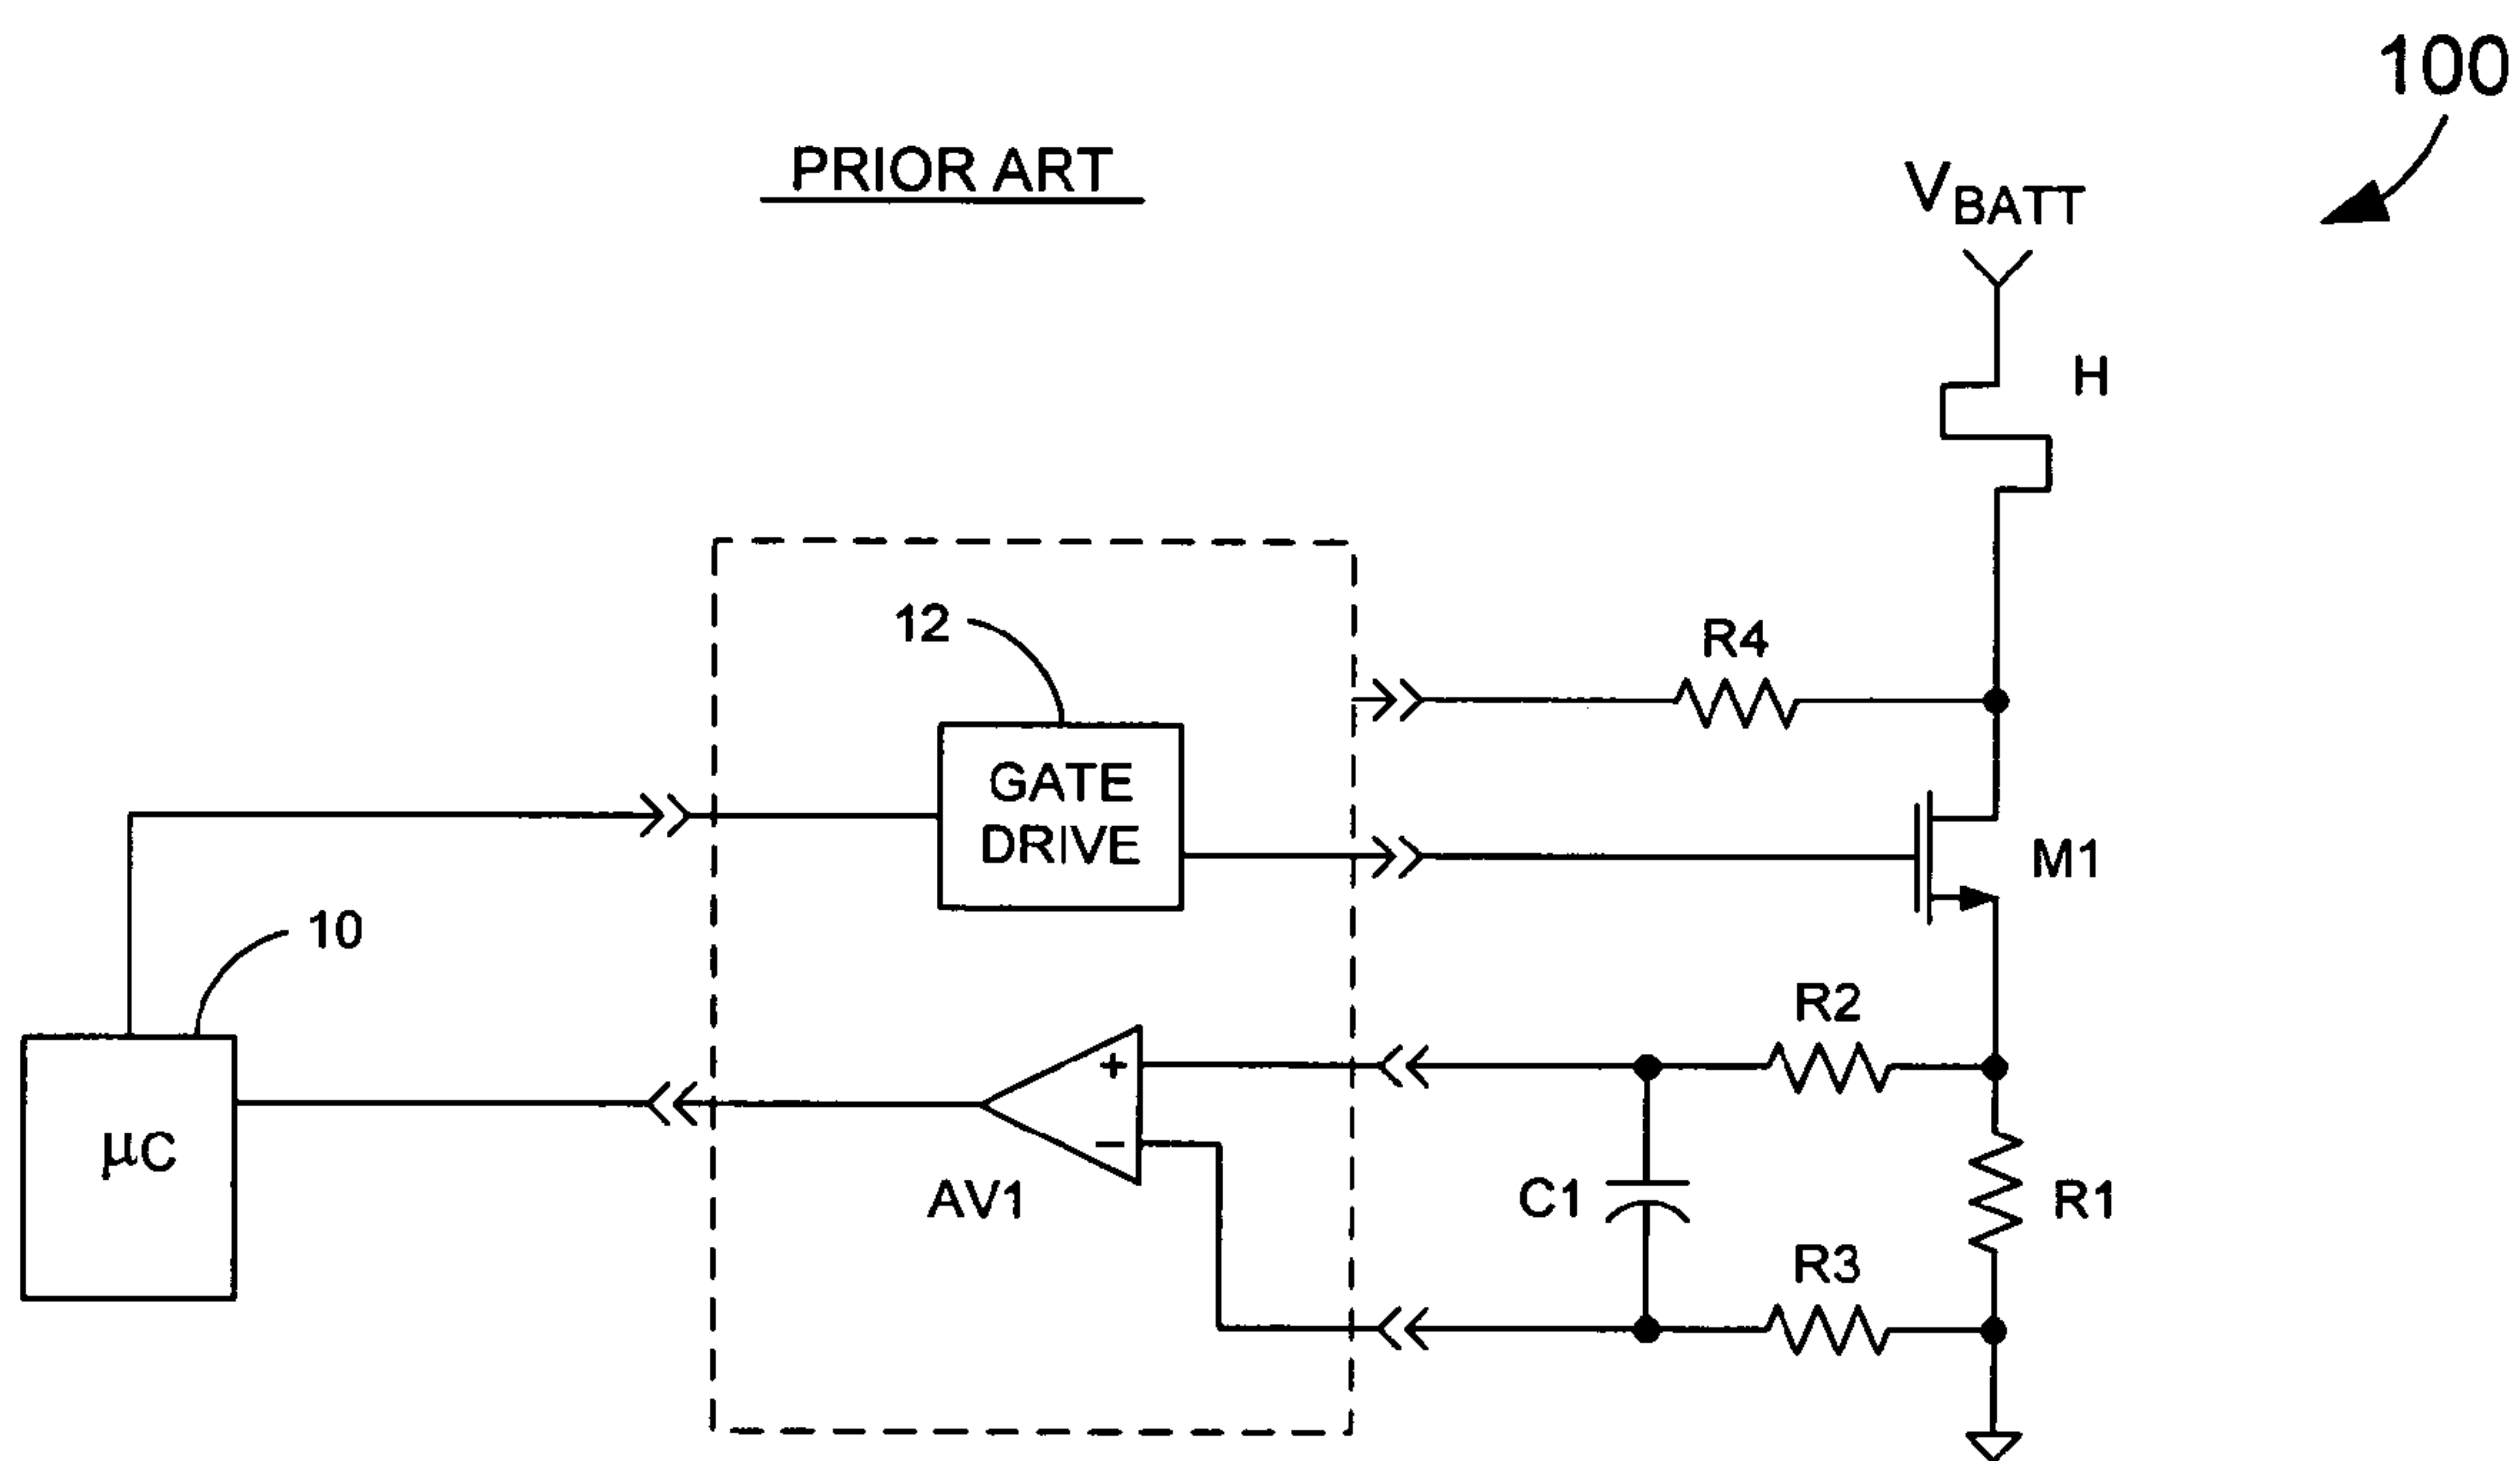 100
PRIOR ART
VBATT
H
R4
12
GATE
DRIVE
M1
10
R2
+
µC
−
AV1
C1
R1
R3